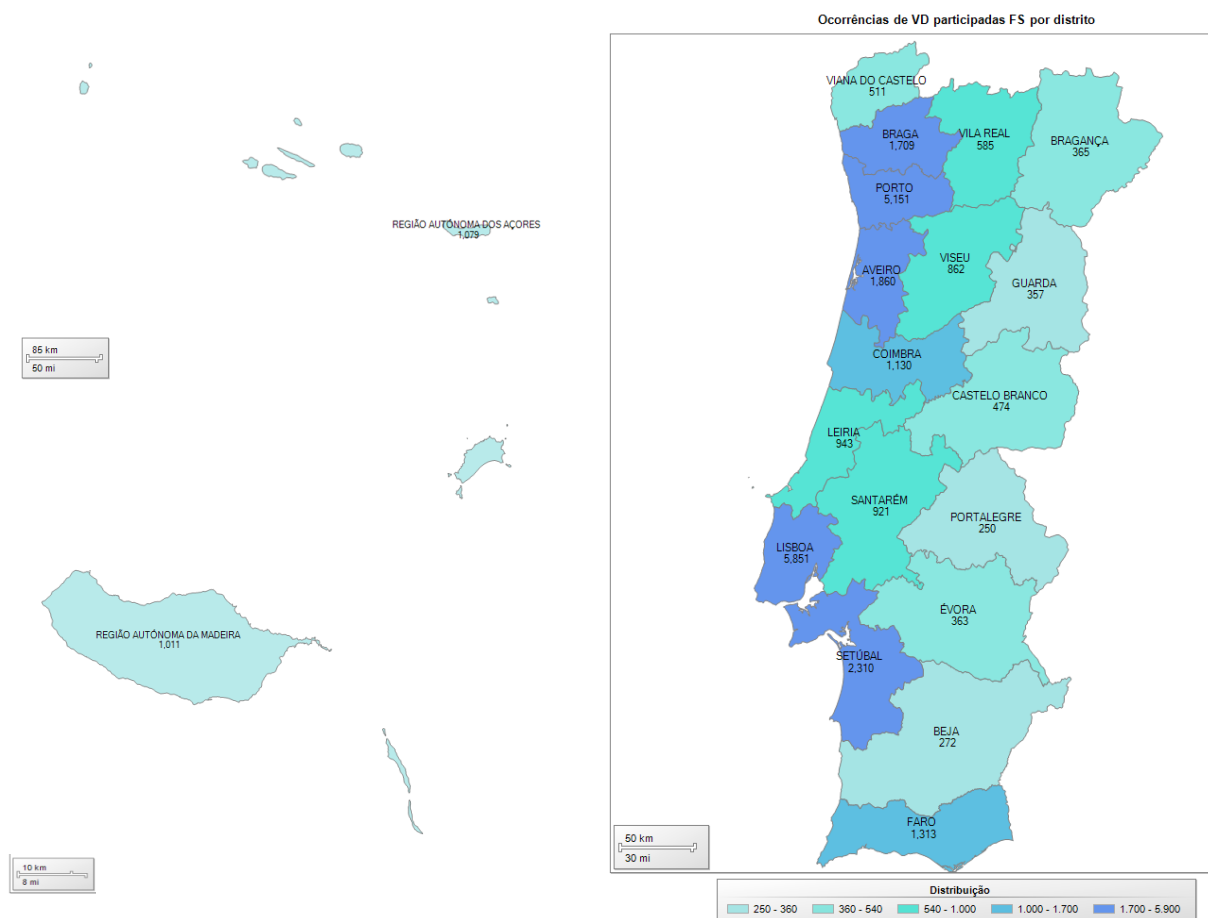 Ocorrências de VD participadas FS por distrito
VIANA DO CASTELO
511
BRAGA
1,709
VILA REAL
585
BRAGANÇA
365
PORTO
5,151
REGIÃO AUTÓNOMA DOS AÇORES
1,079
AVEIRO
1,860
VISEU
862
GUARDA
357
85 km
50 mi
COIMBRA
1,130
CASTELO BRANCO
474
LEIRIA
943
SANTARÉM
921
PORTALEGRE
250
LISBOA
5,851
ÉVORA
363
REGIÃO AUTÓNOMA DA MADEIRA
1,011
SETÚBAL
2,310
BEJA
272
FARO
1,313
50 km
30 mi
10 km
8 mi
Distribuição
250 - 360
360 - 540
540 - 1.000
1.000 - 1.700
1.700 - 5.900